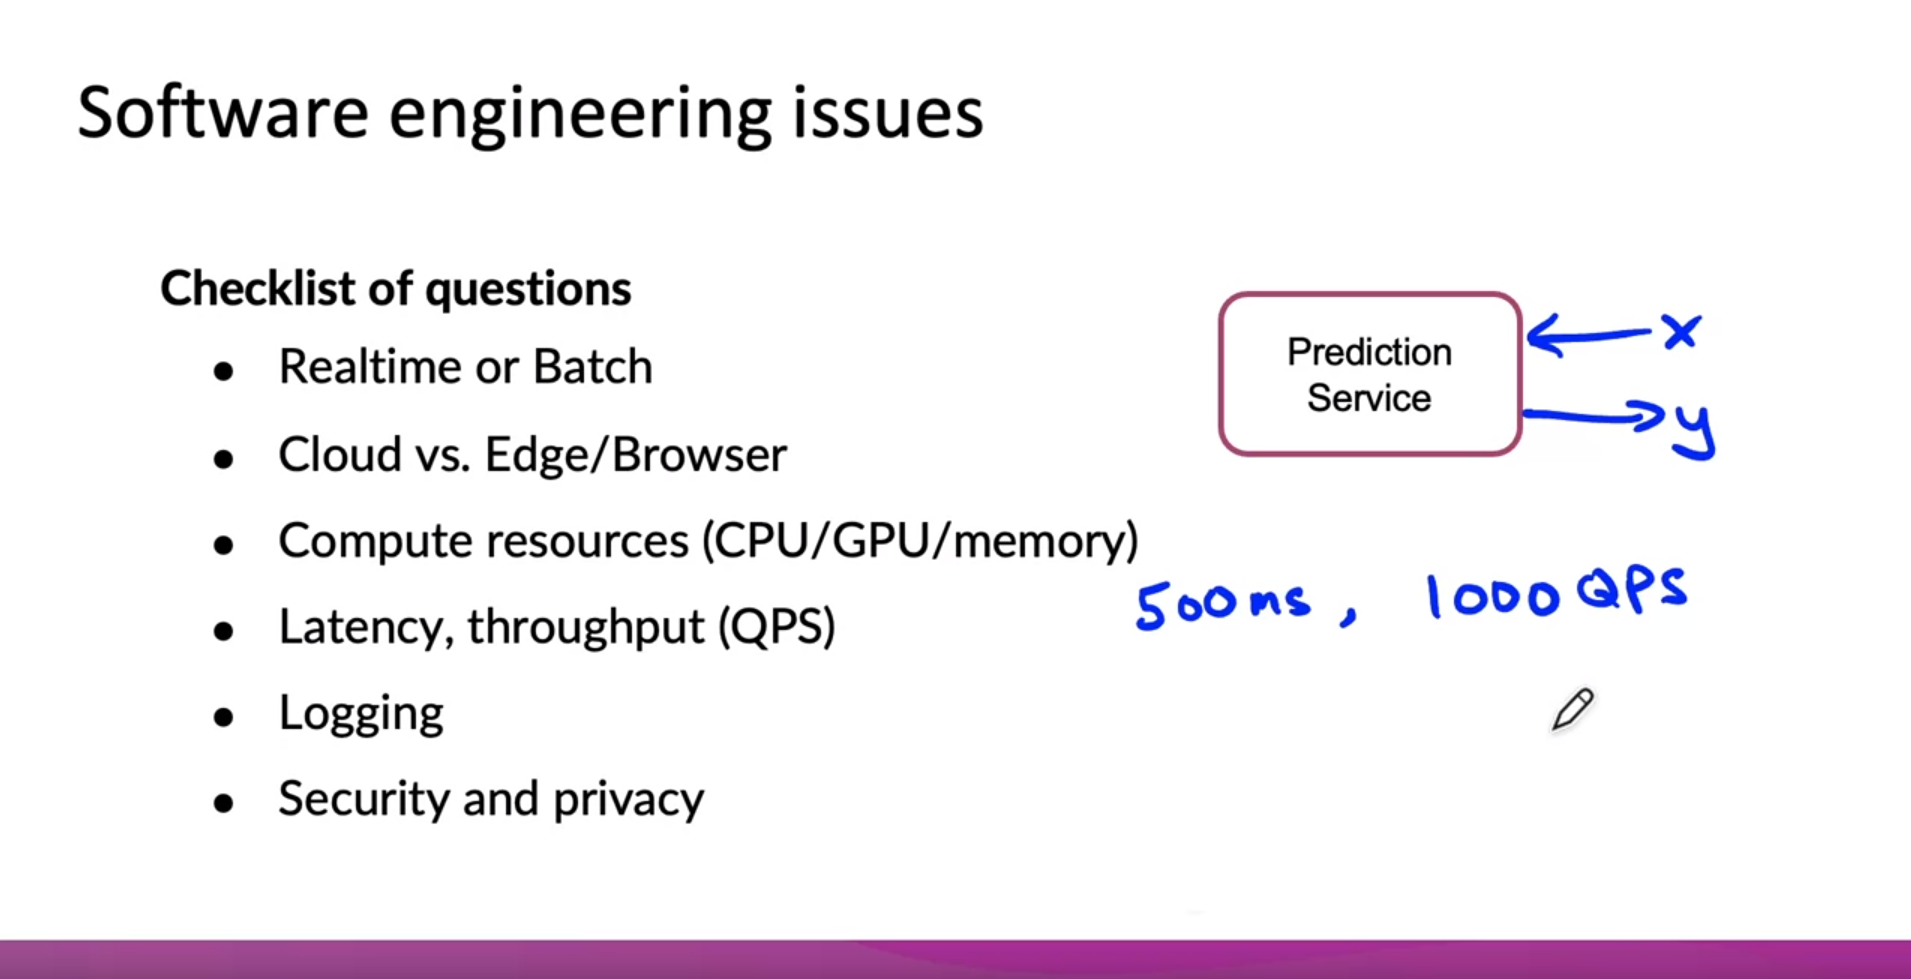 Software engineering issues
Checklist of questions
● Realtime or Batch
● Cloud vs. Edge/Browser
● Compute resources (CPU/GPU/memory)
● Latency, throughput (QPS)
● Logging
● Security and privacy
Prediction
Service
x
y
500ms, 1000 QPS